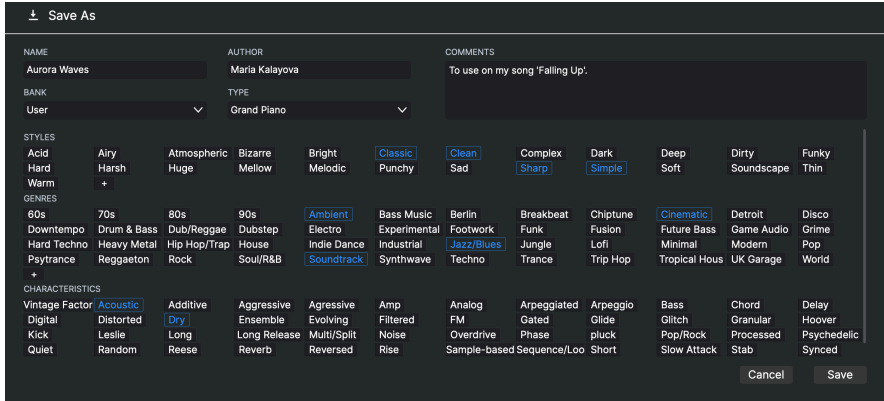 Save As
NAME AUTHOR COMMENTS
Aurora Waves Maria Kalayova To use on my song 'Falling Up'.
BANK TYPE
User Grand Piano
STYLES
Acid Airy Atmospheric Bizarre Bright Classic Clean Complex Dark Deep Dirty Funky
Hard Harsh Huge Mellow Melodic Punchy Sad Sharp Simple Soft Soundscape Thin
Warm +
GENRES
60s 70s 80s 90s Ambient Bass Music Berlin Breakbeat Chiptune Cinematic Detroit Disco
Downtempo Drum & Bass Dub/Reggae Dubstep Electro Experimental Footwork Funk Fusion Future Bass Game Audio Grime
Hard Techno Heavy Metal Hip Hop/Trap House Indie Dance Industrial Jazz/Blues Jungle Lofi Minimal Modern Pop
Psytrance Reggaeton Rock Soul/R&B Soundtrack Synthwave Techno Trance Trip Hop Tropical Hous UK Garage World
+
CHARACTERISTICS
Vintage Factor Acoustic Additive Aggressive Agressive Amp Analog Arpeggiated Arpeggio Bass Chord Delay
Digital Distorted Dry Ensemble Evolving Filtered FM Gated Glide Glitch Granular Hoover
Kick Leslie Long Long Release Multi/Split Noise Overdrive Phase pluck Pop/Rock Processed Psychedelic
Quiet Random Reese Reverb Reversed Rise Sample-based Sequence/Loo Short Slow Attack Stab Synced
Cancel Save